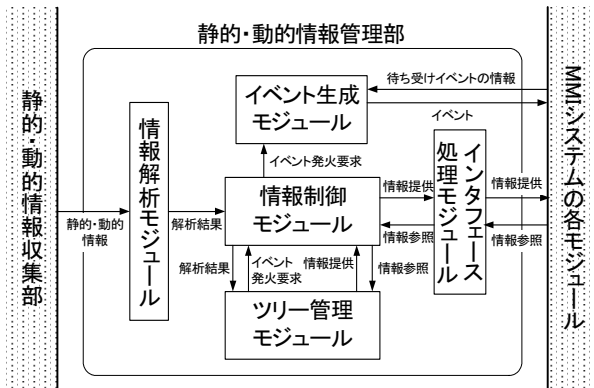 静的・動的情報管理部
静的・動的情報収集部
MMIシステムの各モジュール
イベント生成
モジュール
待ち受けイベントの情報
イベント
情報解析モジュール
イベント発火要求
インタフェース
処理モジュール
情報制御
モジュール
静的・動的
情報
解析結果
情報提供
情報参照
情報提供
情報参照
解析結果
イベント
発火要求
情報提供
情報参照
ツリー管理
モジュール